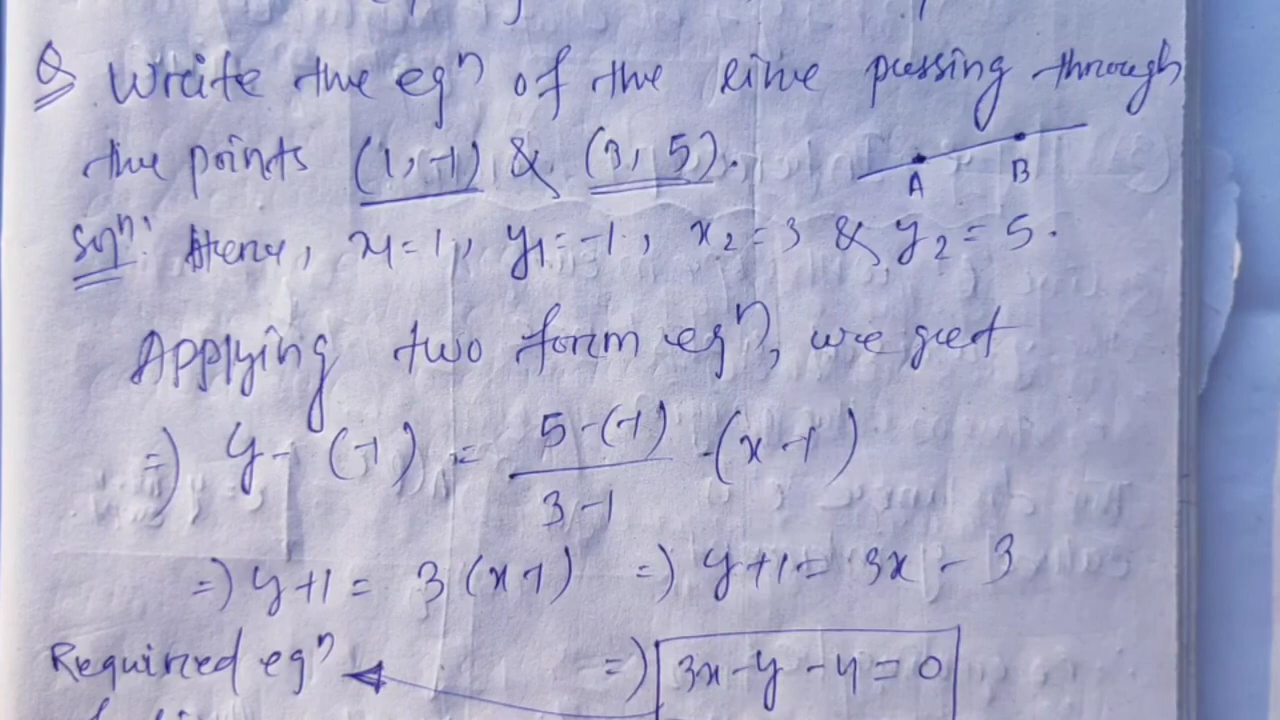 Q Write the eqn of the line passing through
the points (1, -1) & (3, 5).
A B
Soln: Here, x1 = 1, y1 = -1, x2 = 3 & y2 = 5.
Applying two form eqn, we get
=) y - (-1) = 5-(-1)/3-1 . (x-1)
=) y+1 = 3(x-1) =) y+1 = 3x - 3
Required eqn =) 3x-y-4=0